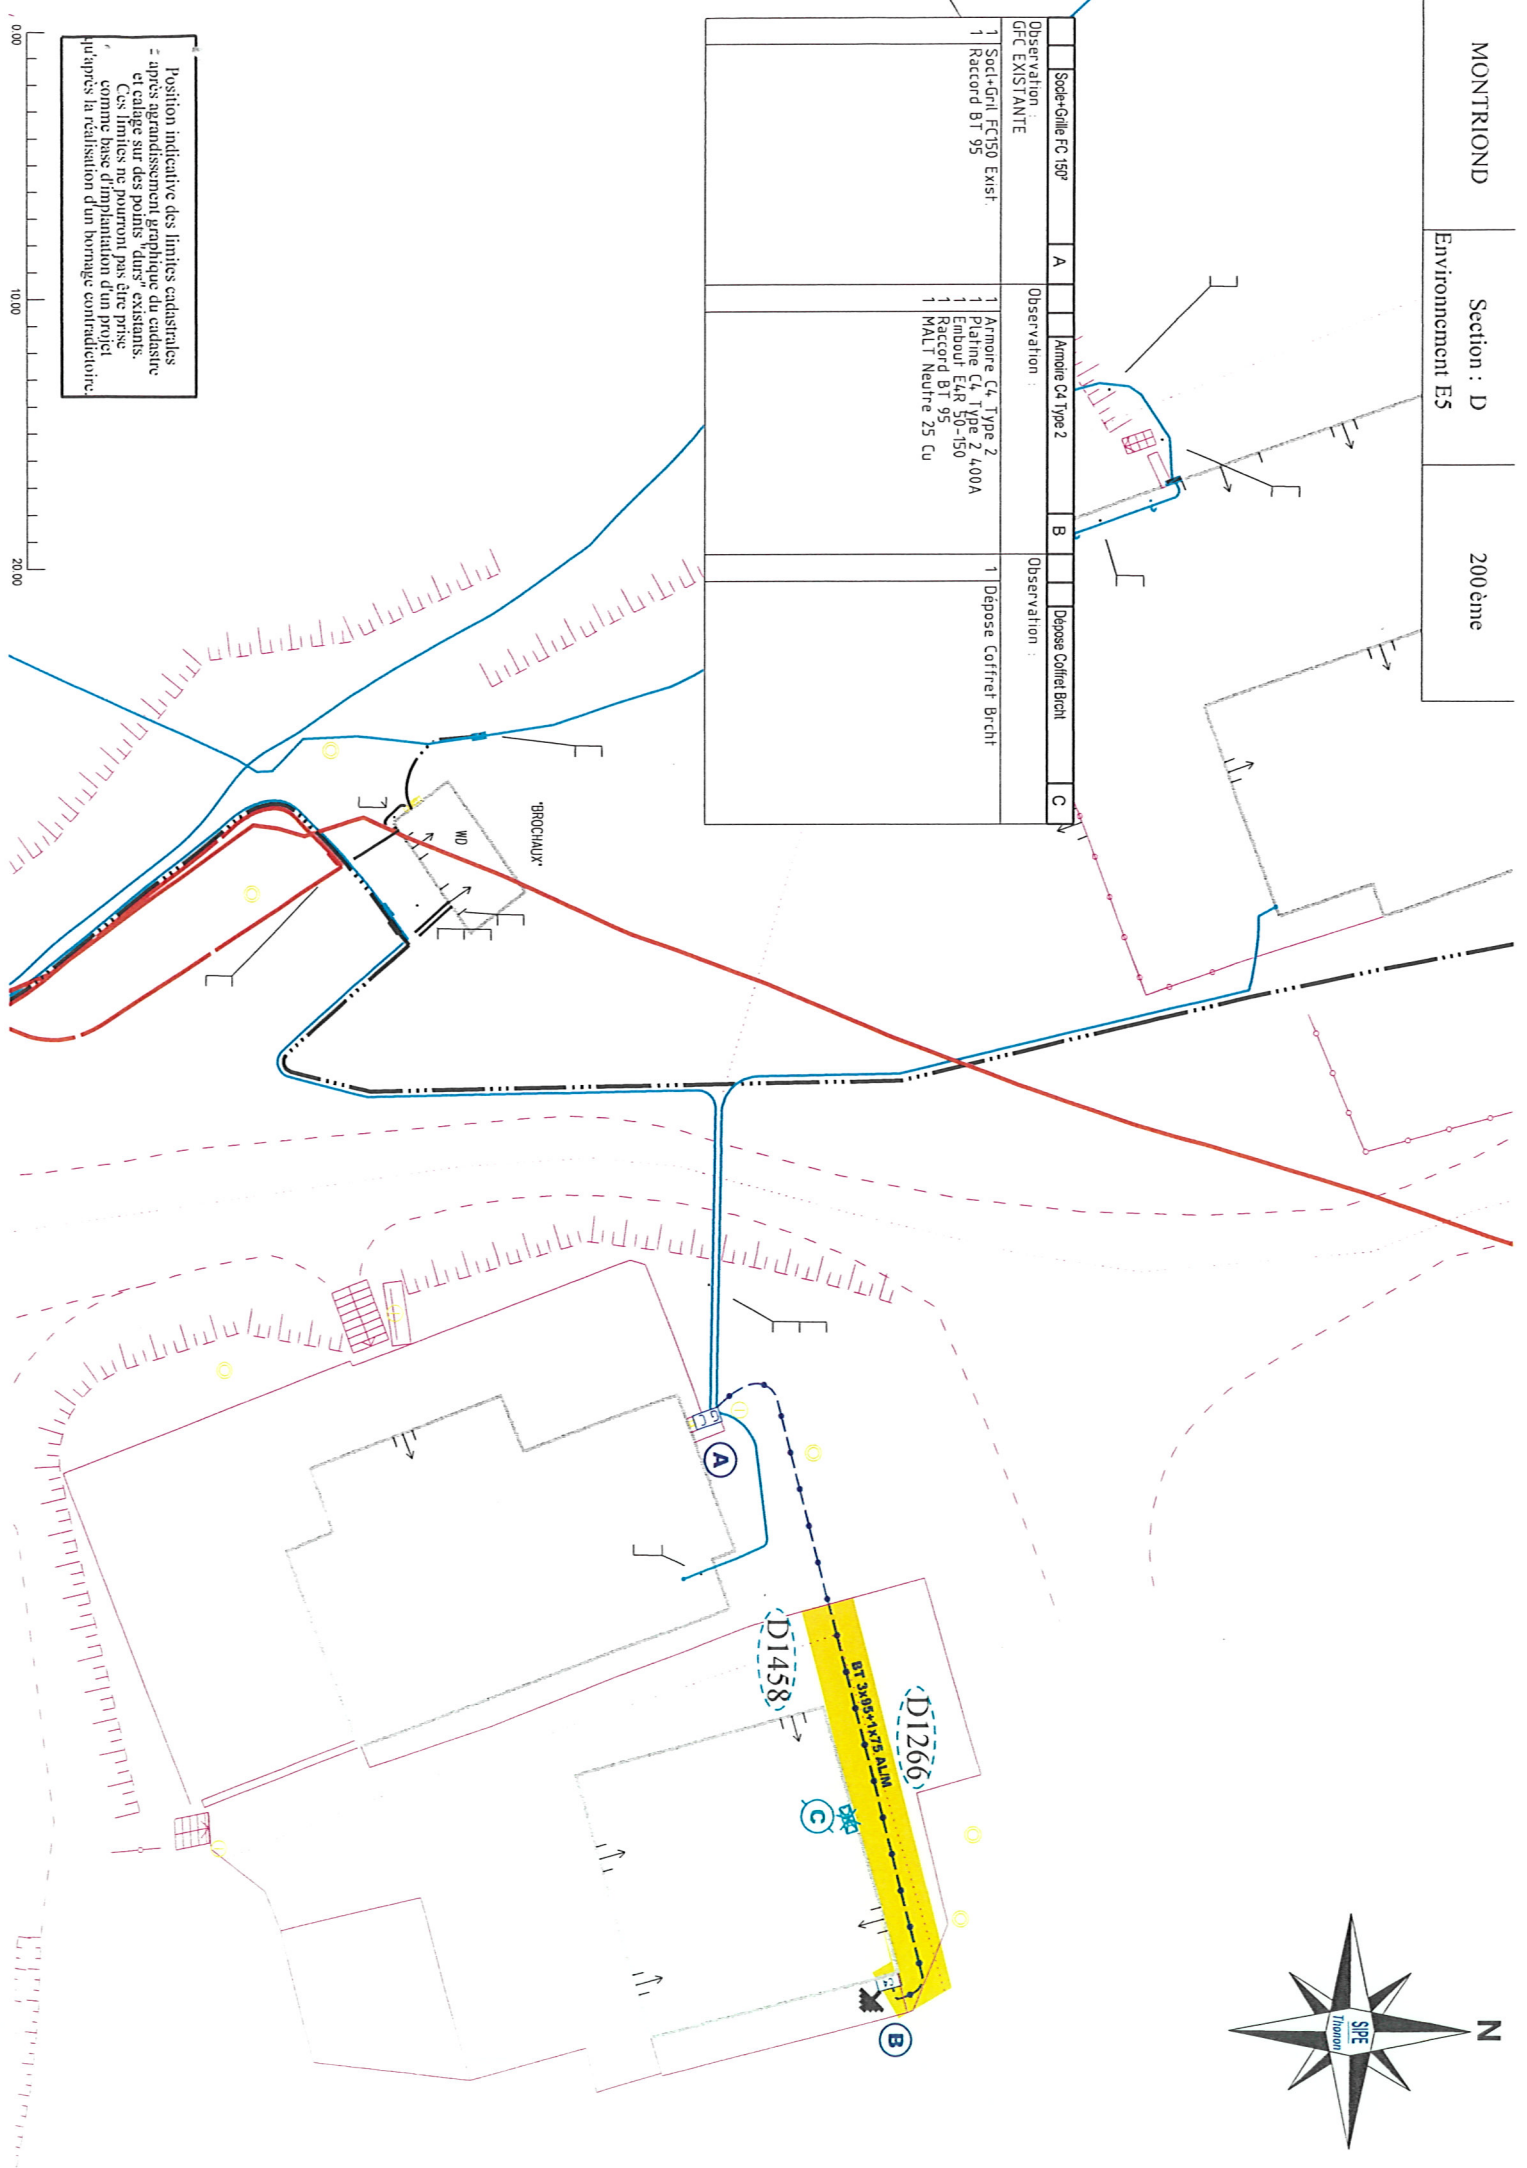 MONTRIOND
Section : D
200ème
Environnement E5
Socle+Grille FC 150²
A
Observation :
GFC EXISTANTE
1 Socl+Gril FC150 Exist.
1 Raccord BT 95
Armoire C4 Type 2
B
Observation :
1 Armoire C4 Type 2
1 Platine C4 Type 2 400A
1 Embout E4R 50-150
1 Raccord BT 95
1 MALT Neutre 25 Cu
Dépose Coffret Brcht
C
Observation :
1 Dépose Coffret Brcht
Position indicative des limites cadastrales
après agrandissement graphique du cadastre
et calage sur des points "durs" existants.
Ces limites ne pourront pas être prise
comme base d'implantation d'un projet
qu'après la réalisation d'un bornage contradictoire.
0.00
10.00
20.00
"BROCHAUX"
WD
A
D1458
D1266
BT 3x95+1x75 ALM
C
B
N
SIPE
Thonon